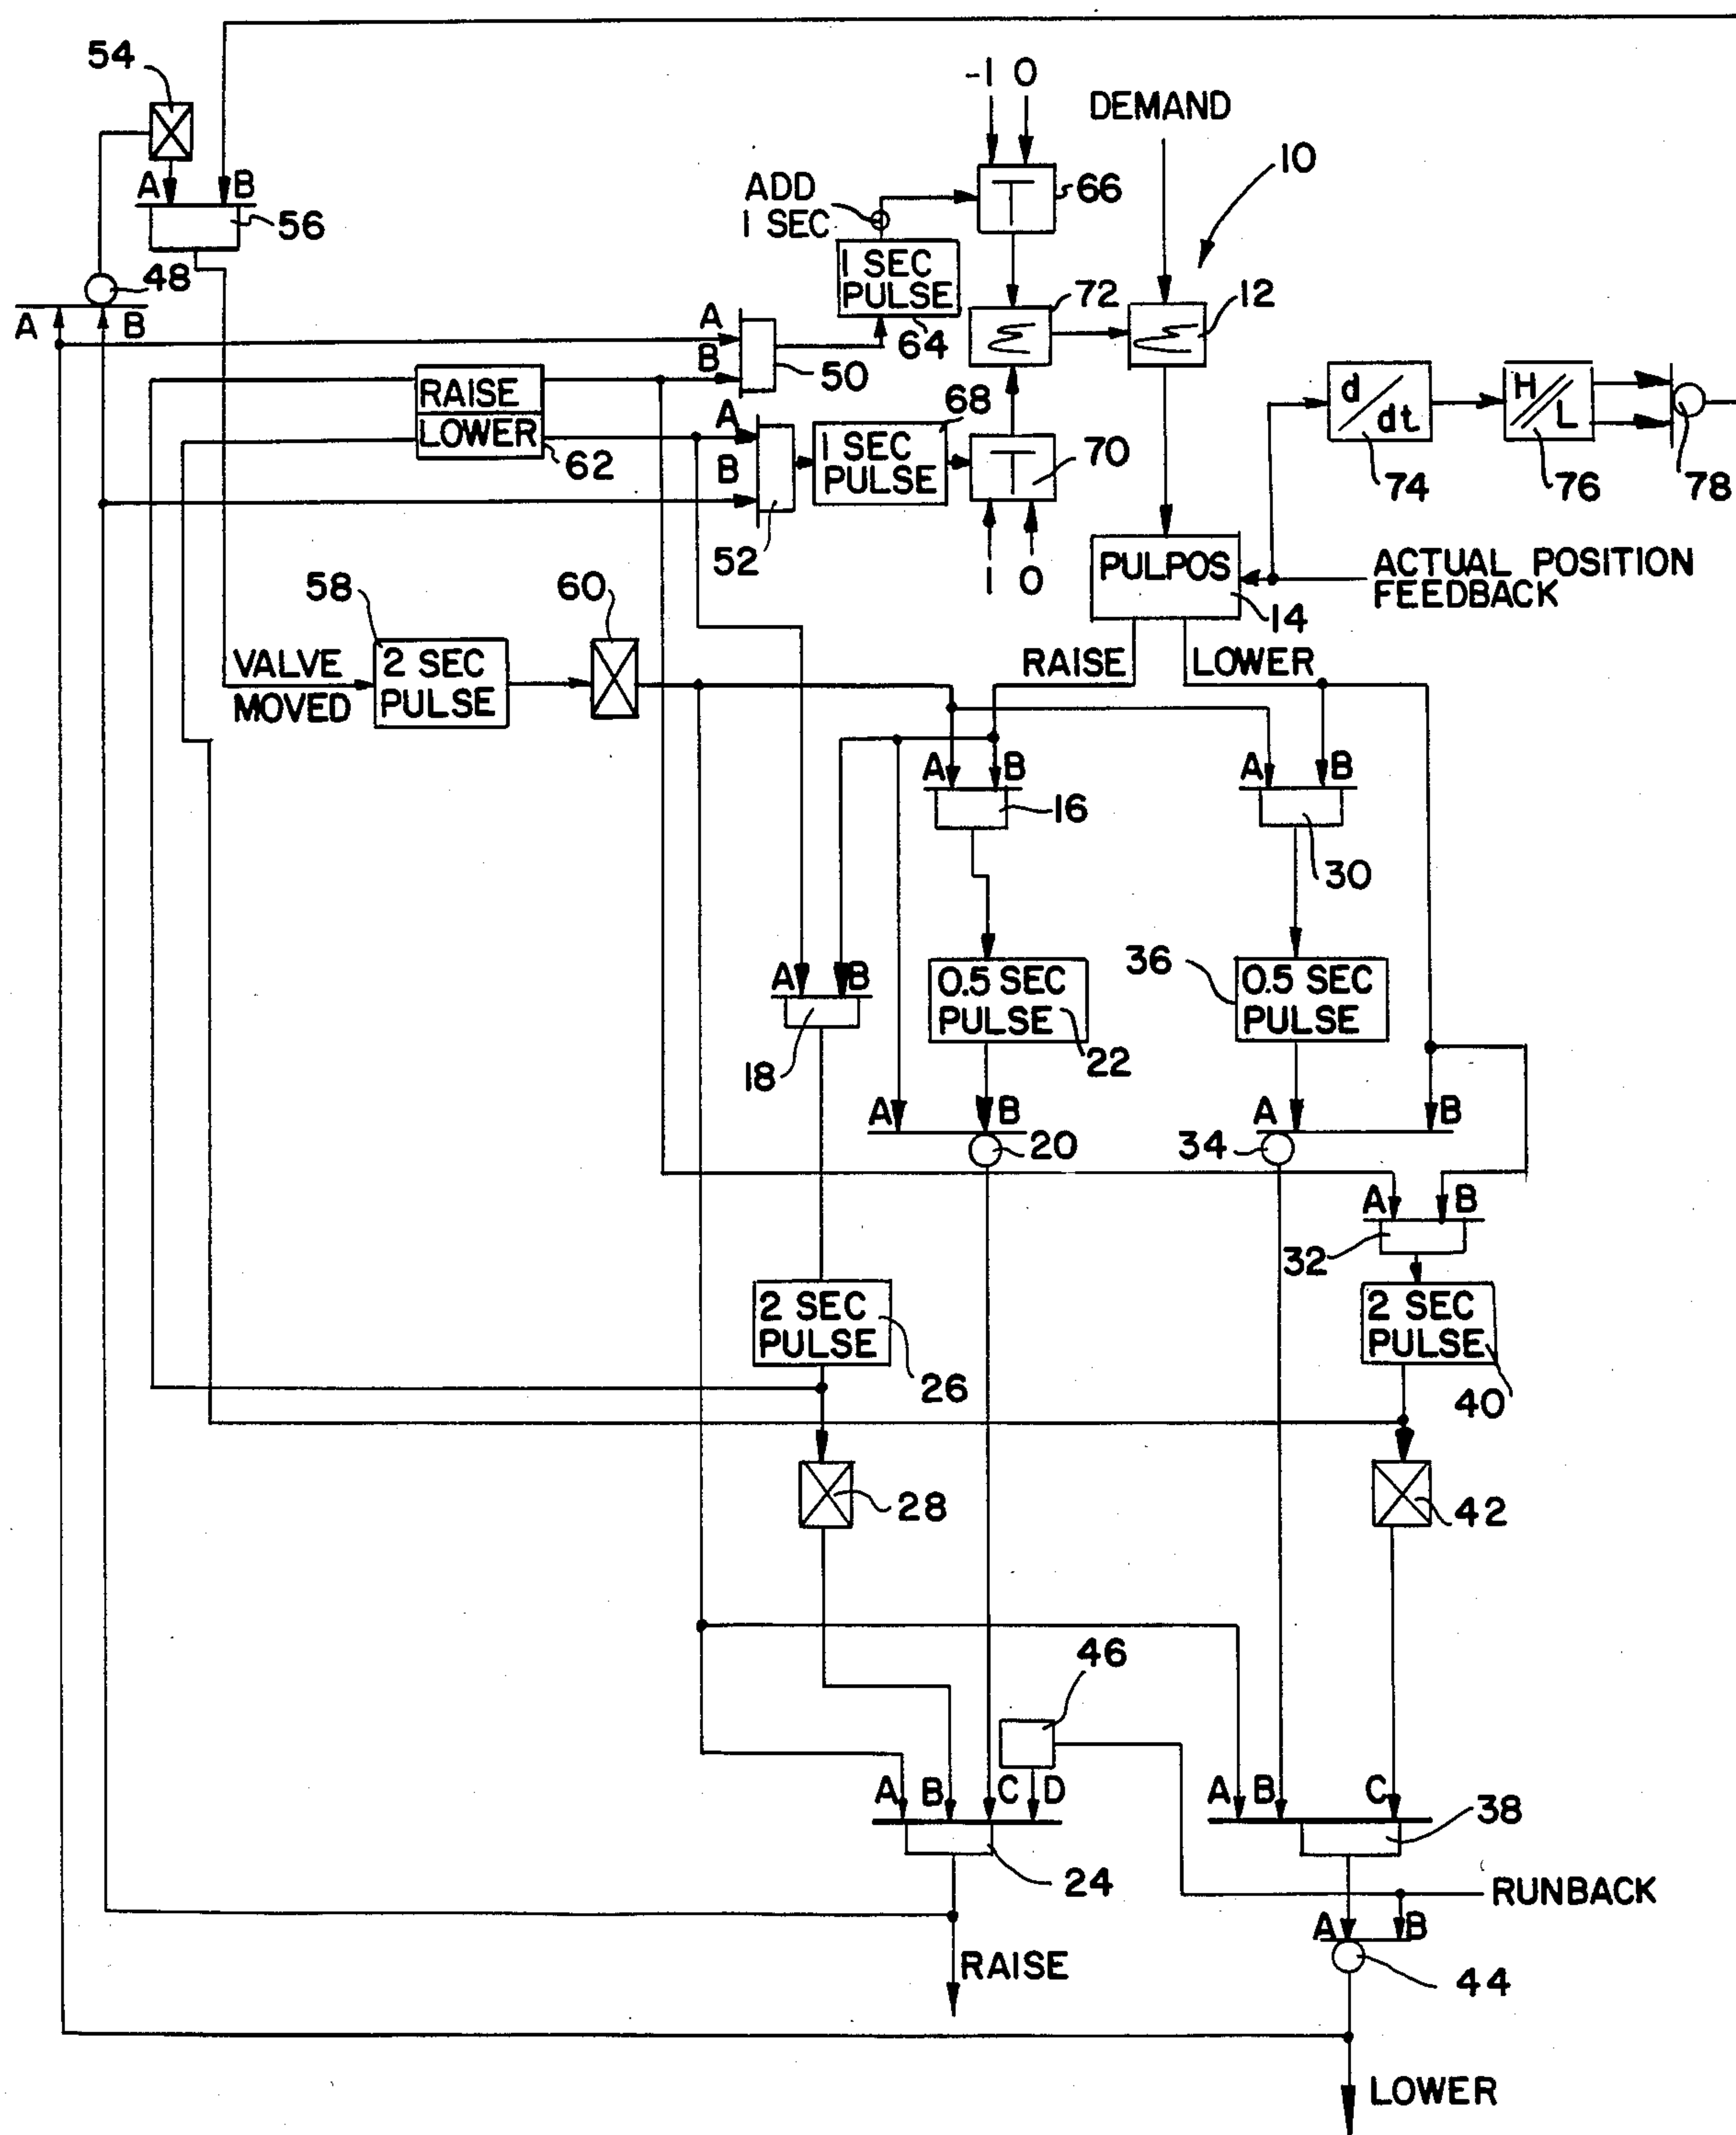 54
-1 0
DEMAND
10
A B
56
ADD
1 SEC
T
66
48
A B
1 SEC
PULSE
64
72
Σ
12
Σ
A
B
50
RAISE
LOWER
62
A
B
52
68
1 SEC
PULSE
T
70
1 0
d/dt
74
H//L
76
78
PULPOS
14
ACTUAL POSITION
FEEDBACK
58
60
VALVE
MOVED
2 SEC
PULSE
RAISE
LOWER
A B
16
A B
30
A B
18
0.5 SEC
PULSE
22
36
0.5 SEC
PULSE
A B
20
A B
34
A B
32
2 SEC
PULSE
26
2 SEC
PULSE
40
28
42
46
A B C D
24
A B C
38
RUNBACK
A B
44
RAISE
LOWER